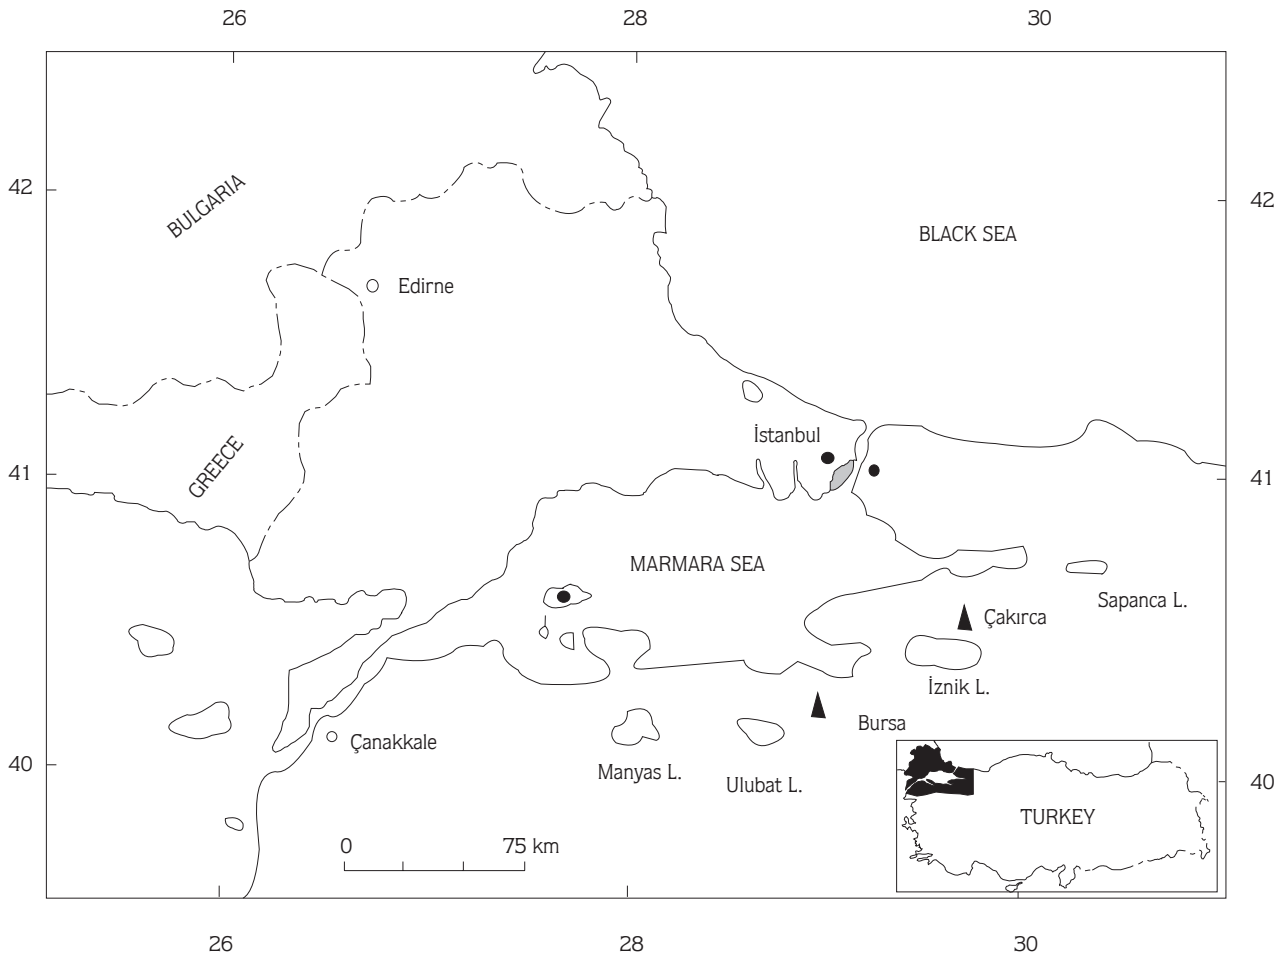 26
28
30
42
42
BULGARIA
BLACK SEA
Edirne
İstanbul
GREECE
41
41
MARMARA SEA
Sapanca L.
Çakırca
İznik L.
Bursa
Çanakkale
Manyas L.
Ulubat L.
40
40
TURKEY
0
75 km
26
28
30